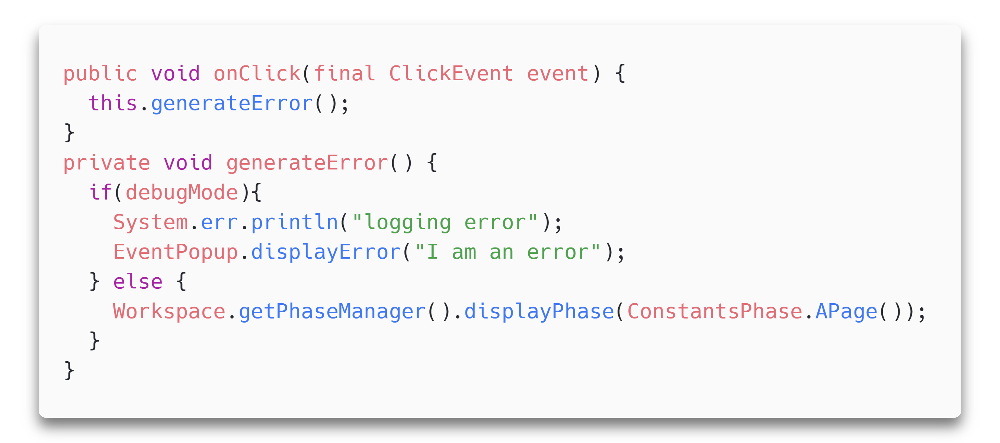 public void onClick(final ClickEvent event) {
  this.generateError();
}
private void generateError() {
  if(debugMode){
    System.err.println("logging error");
    EventPopup.displayError("I am an error");
  } else {
    Workspace.getPhaseManager().displayPhase(ConstantsPhase.APage());
  }
}